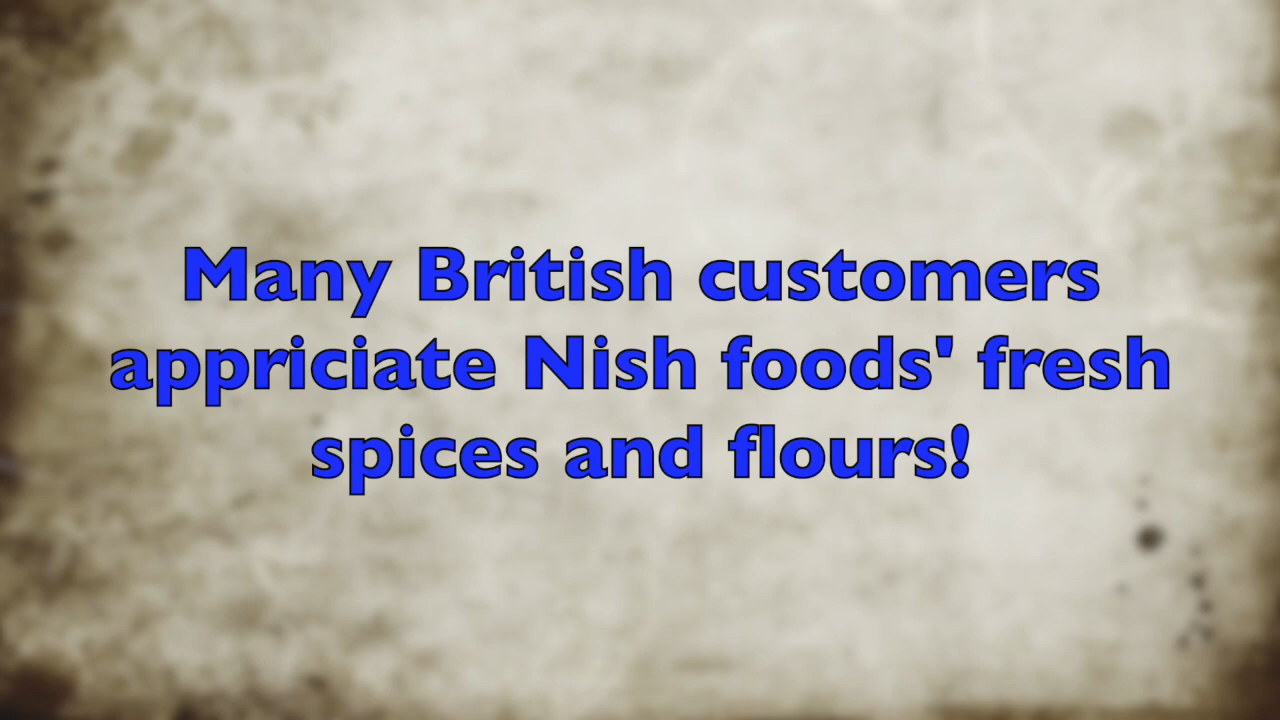 Many British customers
appriciate Nish foods' fresh
spices and flours!